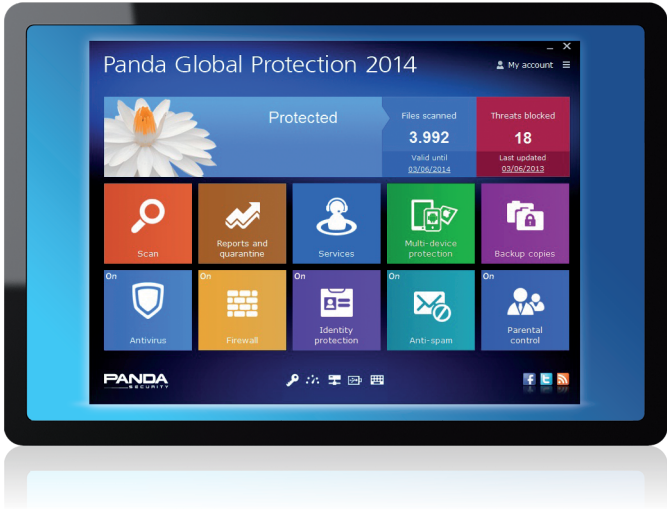 Panda Global Protection 2014
My account
Protected
Files scanned
3.992
Valid until
03/06/2014
Threats blocked
18
Last updated
03/06/2013
Scan
Reports and
quarantine
Services
Multi-device
protection
Backup copies
On
Antivirus
On
Firewall
On
Identity
protection
On
Anti-spam
On
Parental
control
PANDA
SECURITY